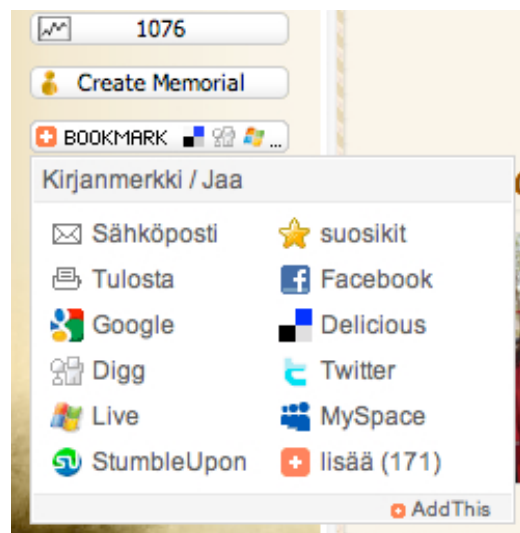 1076
Create Memorial
BOOKMARK ...
Kirjanmerkki / Jaa
Sähköposti suosikit
Tulosta Facebook
Google Delicious
Digg Twitter
Live MySpace
StumbleUpon lisää (171)
AddThis